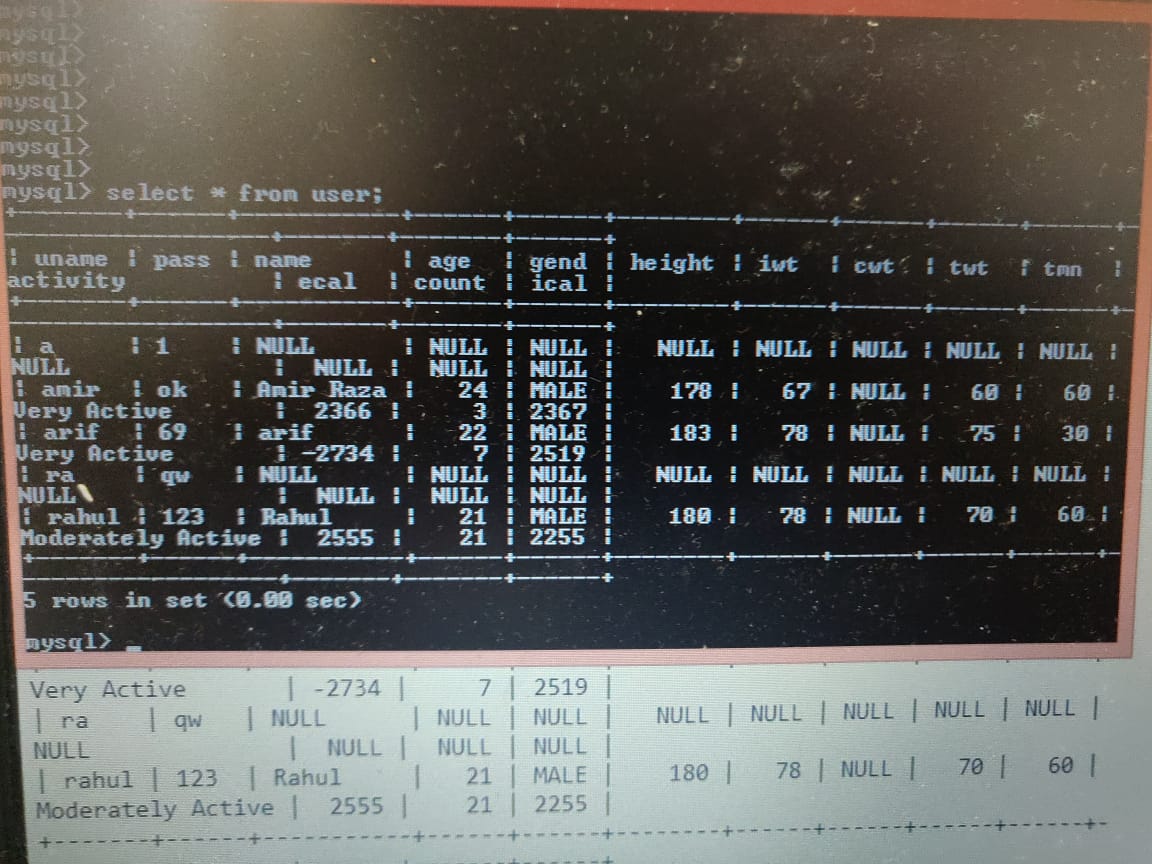 mysql>
mysql>
mysql>
mysql>
mysql>
mysql>
mysql>
mysql>
mysql> select * from user;
+--------+-------+------------+-------+-------+--------+------+------+------+------+
-------------------+--------+--------+-------+
| uname | pass | name | age | gend | height | iwt | cwt | twt | tmn |
activity | ecal | count | ical |
+--------+-------+------------+-------+-------+--------+------+------+------+------+
-------------------+--------+--------+-------+
| a | 1 | NULL | NULL | NULL | NULL | NULL | NULL | NULL | NULL |
NULL | NULL | NULL | NULL |
| amir | ok | Amir Raza | 24 | MALE | 178 | 67 | NULL | 60 | 60 |
Very Active | 2366 | 3 | 2367 |
| arif | 69 | arif | 22 | MALE | 183 | 78 | NULL | 75 | 30 |
Very Active | -2734 | 7 | 2519 |
| ra | qw | NULL | NULL | NULL | NULL | NULL | NULL | NULL | NULL |
NULL | NULL | NULL | NULL |
| rahul | 123 | Rahul | 21 | MALE | 180 | 78 | NULL | 70 | 60 |
Moderately Active | 2555 | 21 | 2255 |
+--------+-------+------------+-------+-------+--------+------+------+------+------+
-------------------+--------+--------+-------+
5 rows in set (0.00 sec)
mysql> _
Very Active | -2734 | 7 | 2519 |
| ra | qw | NULL | NULL | NULL | NULL | NULL | NULL | NULL | NULL |
NULL | NULL | NULL | NULL |
| rahul | 123 | Rahul | 21 | MALE | 180 | 78 | NULL | 70 | 60 |
Moderately Active | 2555 | 21 | 2255 |
+--------+-------+------------+-------+-------+--------+------+------+------+------+-